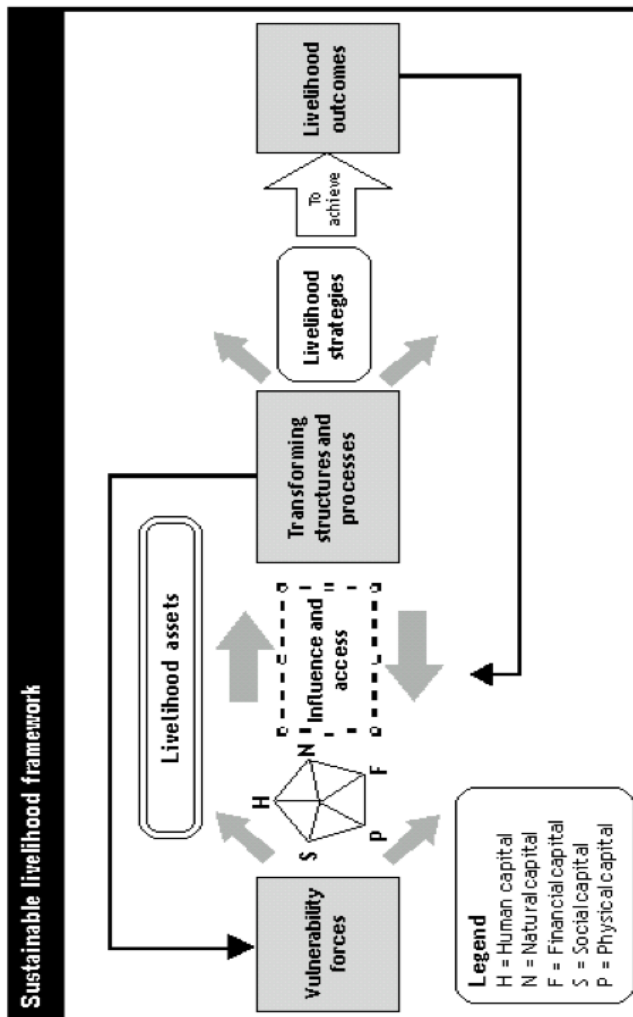 Sustainable livelihood framework
Livelihood assets
Vulnerability
forces
H
S
N
P
F
Influence and
access
Transforming
structures and
processes
Livelihood
strategies
To
achieve
Livelihood
outcomes
Legend
H = Human capital
N = Natural capital
F = Financial capital
S = Social capital
P = Physical capital